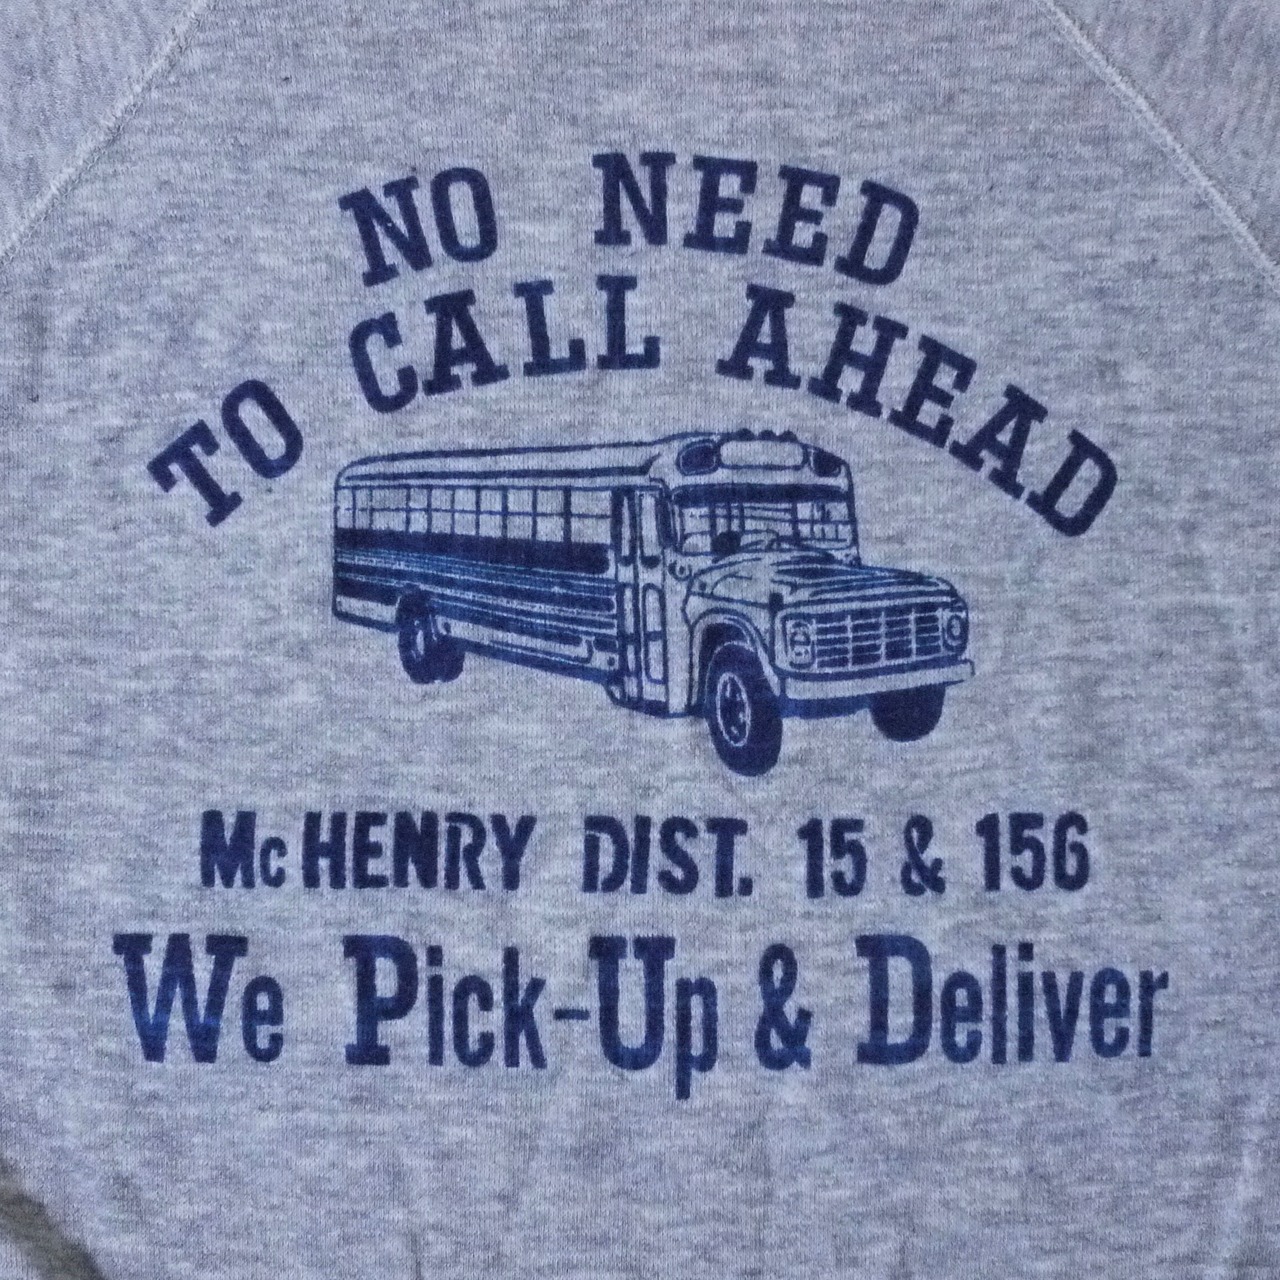 NO NEED
TO CALL AHEAD
McHENRY DIST. 15 & 156
We Pick-Up & Deliver